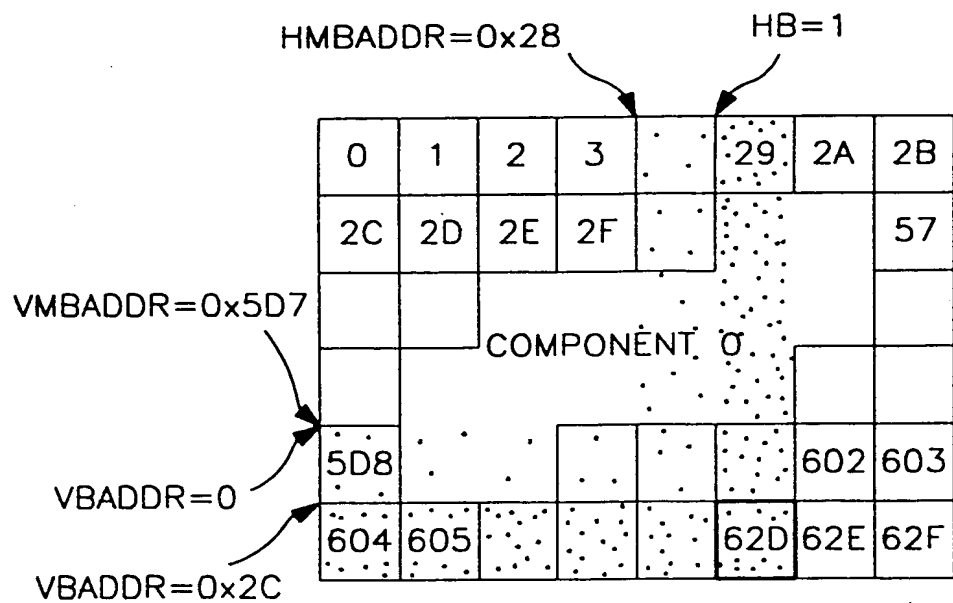 HMBADDR=0x28
HB=1
0 1 2 3 29 2A 2B
2C 2D 2E 2F 57
VMBADDR=0x5D7
COMPONENT 0
5D8 602 603
VBADDR=0
604 605 62D 62E 62F
VBADDR=0x2C